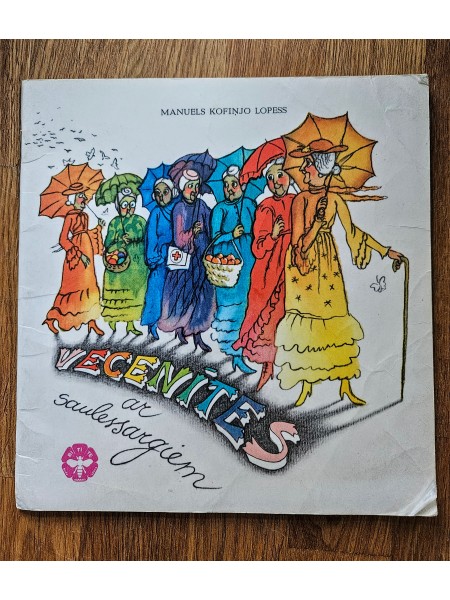 MANUELS KOFIŅJO LOPESS
VECENĪTES
ar
saulessargiem